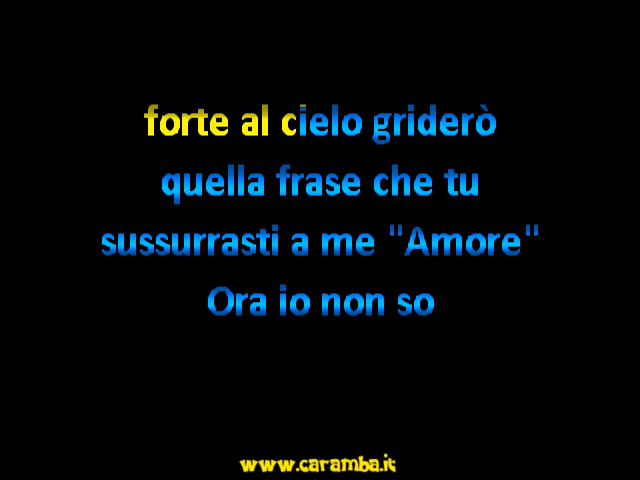 forte al cielo griderò
quella frase che tu
sussurrasti a me "Amore"
Ora io non so
www.caramba.it